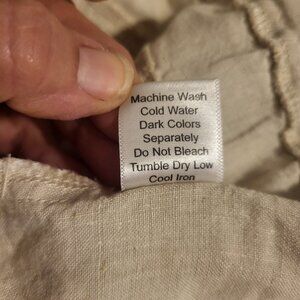 Machine Wash
Cold Water
Dark Colors
Separately
Do Not Bleach
Tumble Dry Low
Cool Iron